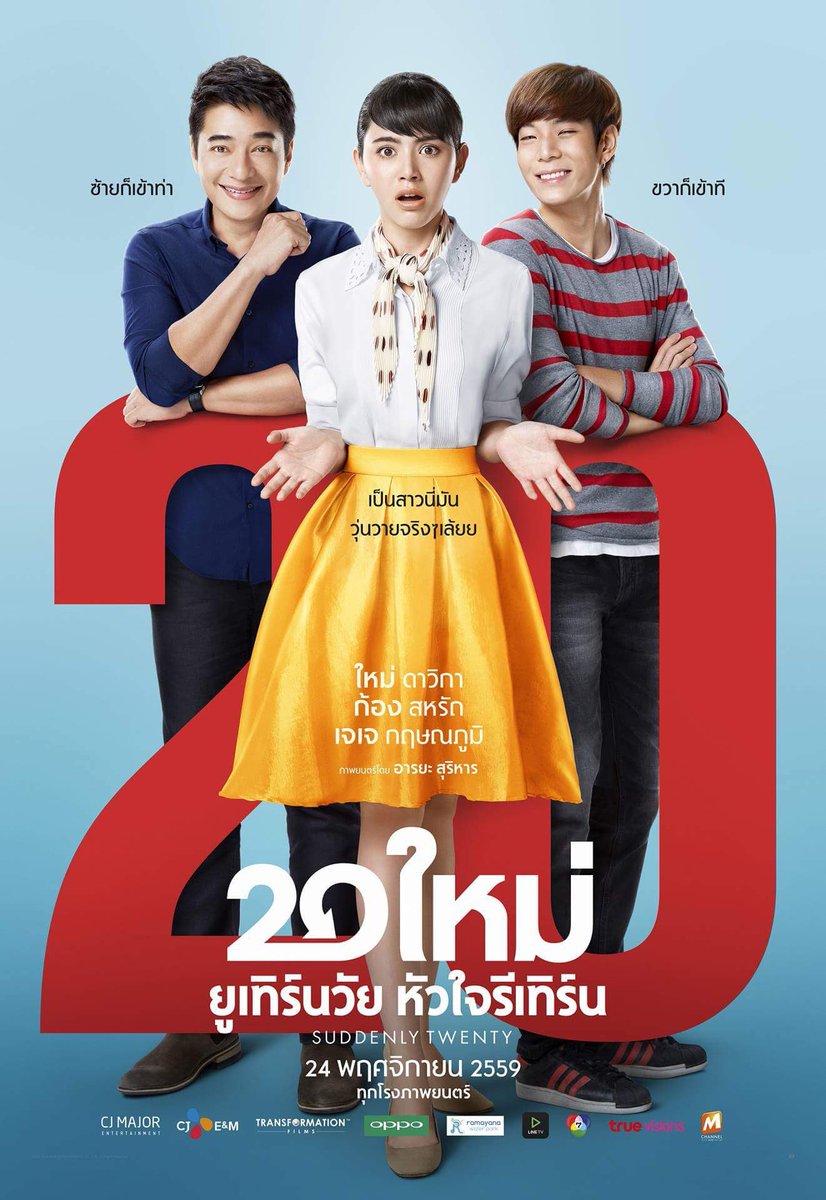 ซ้ายก็เข้าท่า
ขวาก็เข้าที
20
เป็นสาวนี่มัน
วุ่นวายจริงๆเล้ยย
ใหม่ ดาวิกา
ก้อง สหรัถ
เจเจ กฤษณภูมิ
ภาพยนตร์โดย อารยะ สุริหาร
20ใหม่
ยูเทิร์นวัย หัวใจรีเทิร์น
SUDDENLY TWENTY
24 พฤศจิกายน 2559
ทุกโรงภาพยนตร์
CJ MAJOR ENTERTAINMENT
CJ E&M
TRANSFORMATION FILMS
oppo
ramayana water park
LINE TV
7
truevisions
M CHANNEL